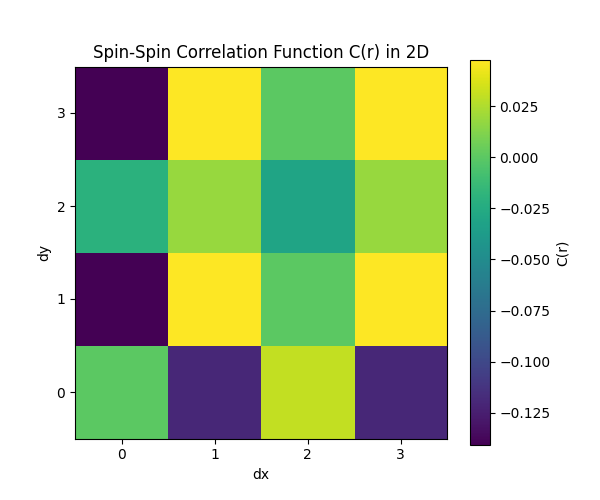 Spin-Spin Correlation Function C(r) in 2D
3
2
1
0
dy
0 1 2 3
dx
0.025
0.000
−0.025
−0.050
−0.075
−0.100
−0.125
C(r)